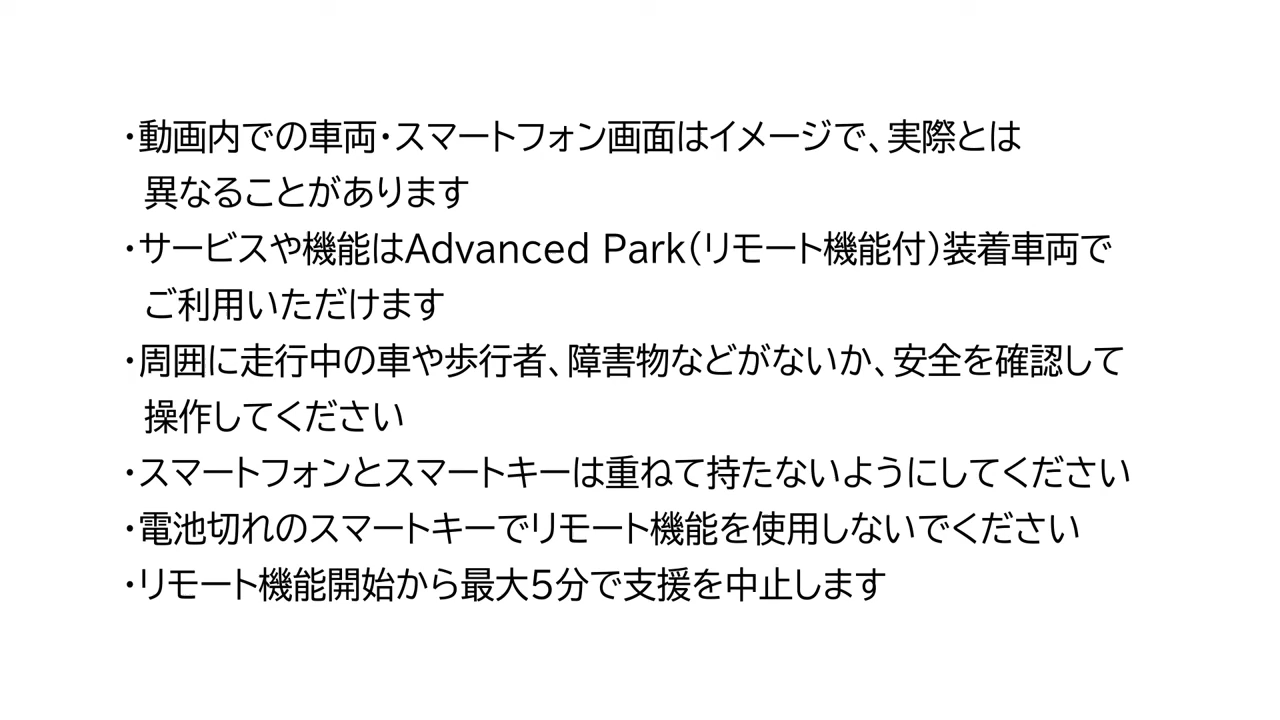 ・動画内での車両・スマートフォン画面はイメージで、実際とは
異なることがあります
・サービスや機能はAdvanced Park（リモート機能付）装着車両で
ご利用いただけます
・周囲に走行中の車や歩行者、障害物などがないか、安全を確認して
操作してください
・スマートフォンとスマートキーは重ねて持たないようにしてください
・電池切れのスマートキーでリモート機能を使用しないでください
・リモート機能開始から最大5分で支援を中止します